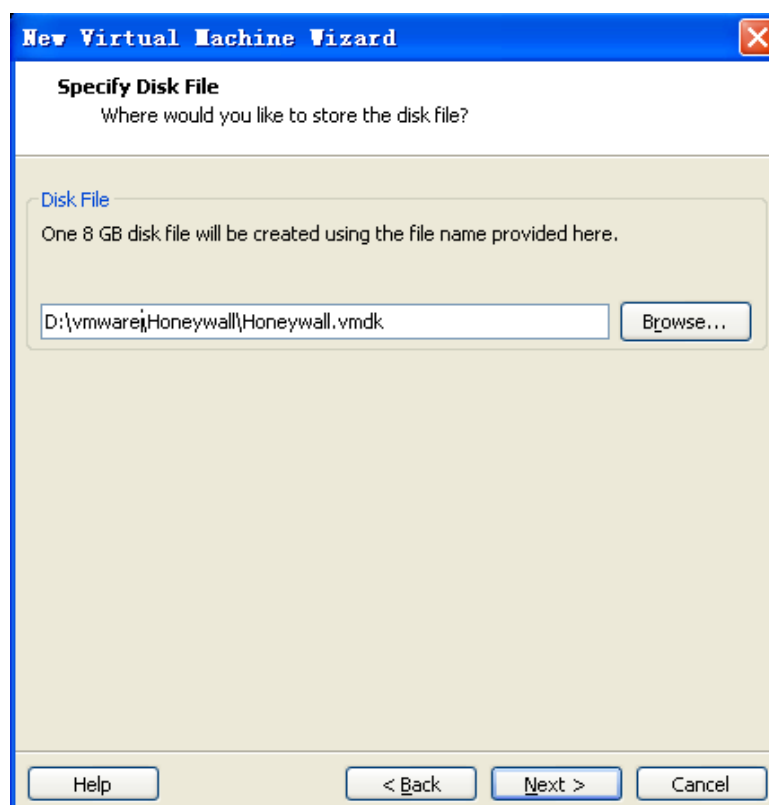 New Virtual Machine Wizard
Specify Disk File
Where would you like to store the disk file?
Disk File
One 8 GB disk file will be created using the file name provided here.
D:\vmware\Honeywall\Honeywall.vmdk
Browse...
Help
< Back
Next >
Cancel